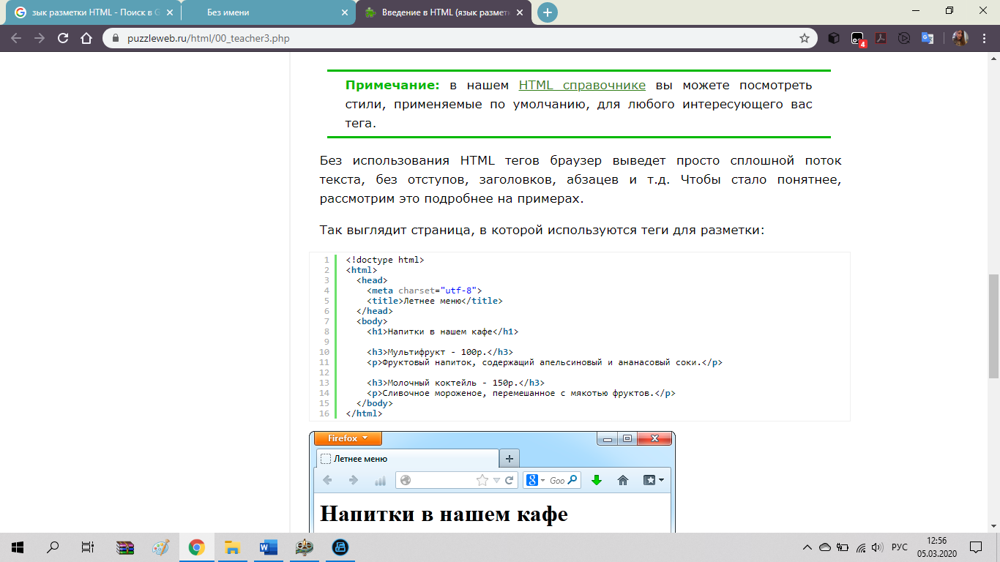 зык разметки HTML - Поиск в G
Без имени
Введение в HTML (язык разметк
puzzleweb.ru/html/00_teacher3.php
4
Примечание: в нашем HTML справочнике вы можете посмотреть
стили, применяемые по умолчанию, для любого интересующего вас
тега.
Без использования HTML тегов браузер выведет просто сплошной поток
текста, без отступов, заголовков, абзацев и т.д. Чтобы стало понятнее,
рассмотрим это подробнее на примерах.
Так выглядит страница, в которой используются теги для разметки:
1 <!doctype html>
2 <html>
3 <head>
4 <meta charset="utf-8">
5 <title>Летнее меню</title>
6 </head>
7 <body>
8 <h1>Напитки в нашем кафе</h1>
9
10 <h3>Мультифрукт - 100р.</h3>
11 <p>Фруктовый напиток, содержащий апельсиновый и ананасовый соки.</p>
12
13 <h3>Молочный коктейль - 150р.</h3>
14 <p>Сливочное мороженое, перемешанное с мякотью фруктов.</p>
15 </body>
16 </html>
Firefox
Летнее меню
8 Goo
Напитки в нашем кафе
W
РУС
12:56
05.03.2020